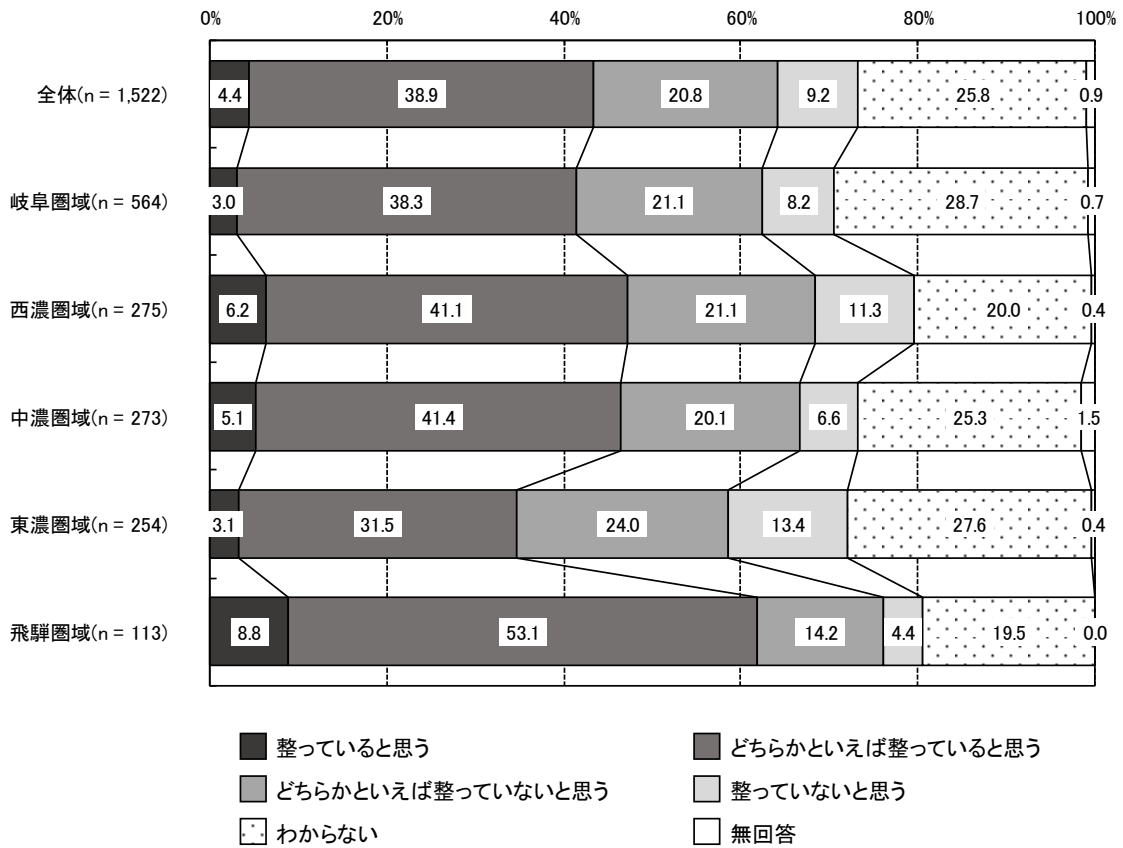 0% 20% 40% 60% 80% 100%
全体(n = 1,522) 4.4 38.9 20.8 9.2 25.8 0.9
岐阜圏域(n = 564) 3.0 38.3 21.1 8.2 28.7 0.7
西濃圏域(n = 275) 6.2 41.1 21.1 11.3 20.0 0.4
中濃圏域(n = 273) 5.1 41.4 20.1 6.6 25.3 1.5
東濃圏域(n = 254) 3.1 31.5 24.0 13.4 27.6 0.4
飛騨圏域(n = 113) 8.8 53.1 14.2 4.4 19.5 0.0
整っていると思う どちらかといえば整っていると思う
どちらかといえば整っていないと思う 整っていないと思う
わからない 無回答